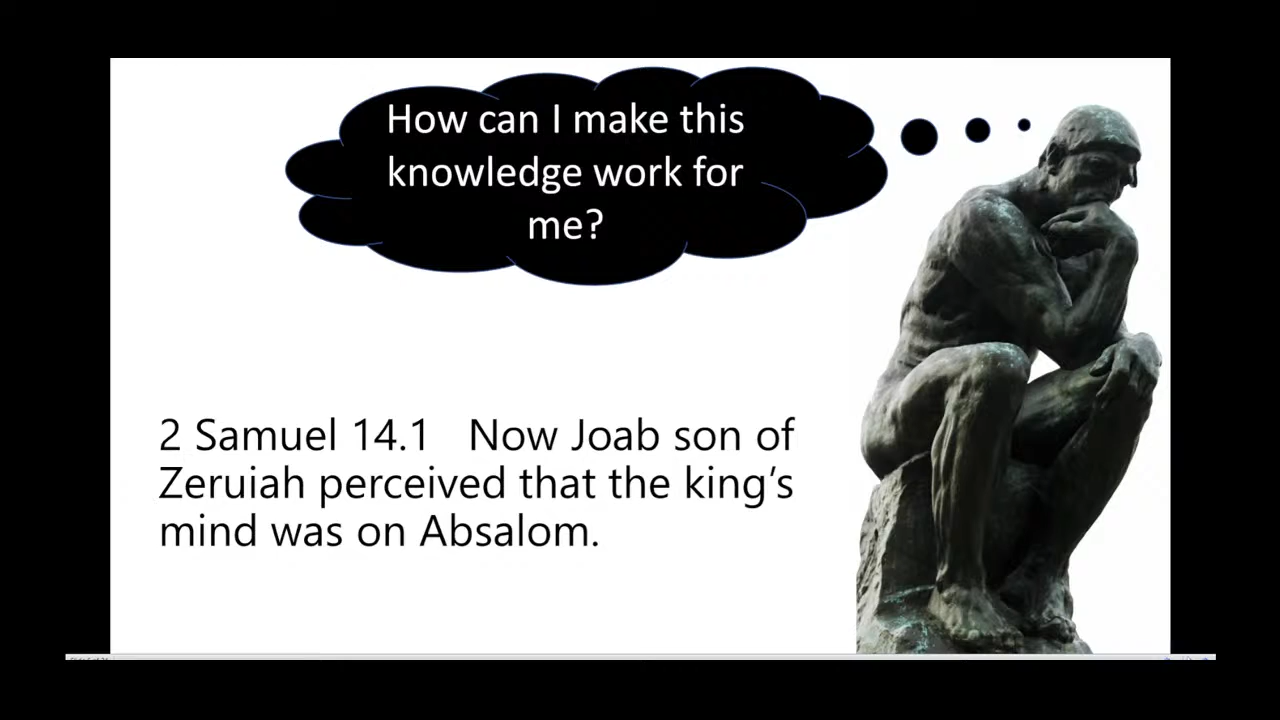 How can I make this
knowledge work for
me?
2 Samuel 14.1   Now Joab son of
Zeruiah perceived that the king's
mind was on Absalom.